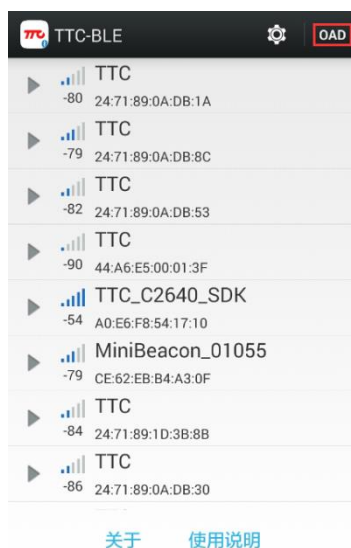 TTC TTC-BLE OAD
TTC
-80 24:71:89:0A:DB:1A
TTC
-79 24:71:89:0A:DB:8C
TTC
-82 24:71:89:0A:DB:53
TTC
-90 44:A6:E5:00:01:3F
TTC_C2640_SDK
-54 A0:E6:F8:54:17:10
MiniBeacon_01055
-79 CE:62:EB:B4:A3:0F
TTC
-84 24:71:89:1D:3B:8B
TTC
-86 24:71:89:0A:DB:30
关于 使用说明